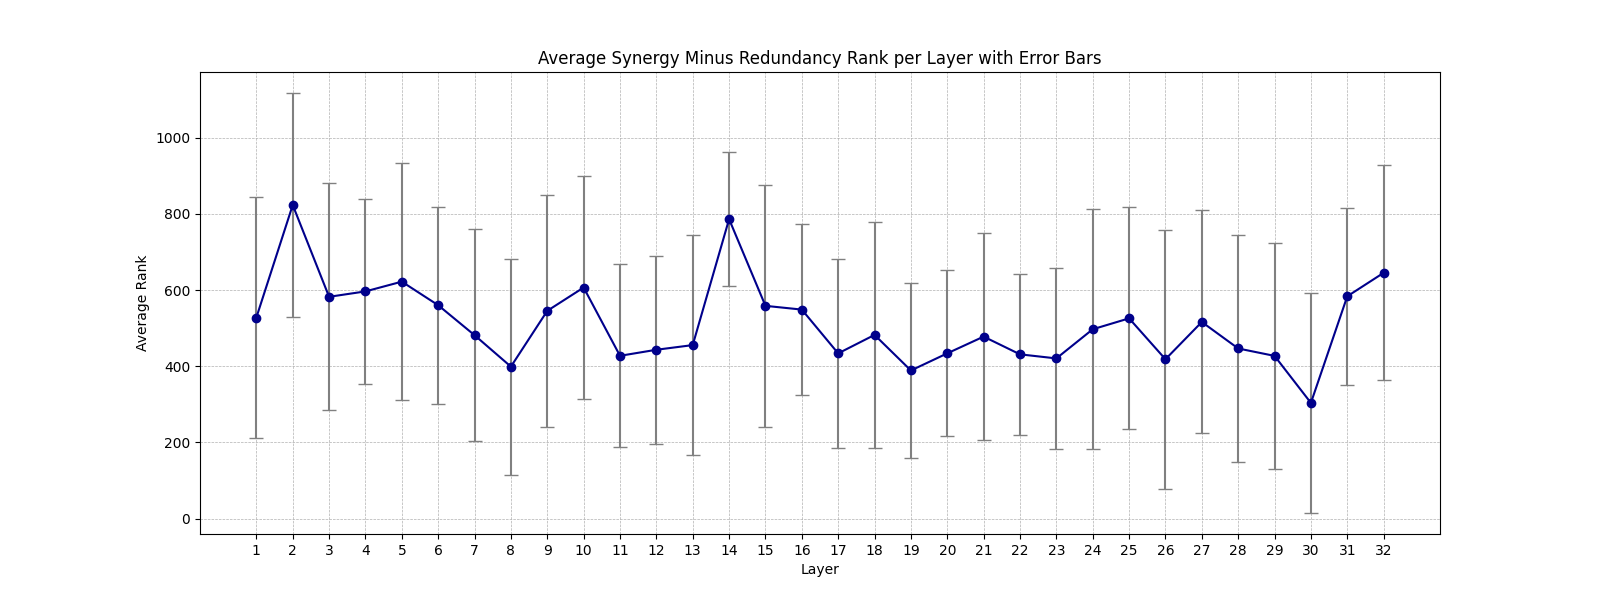 Average Synergy Minus Redundancy Rank per Layer with Error Bars
Average Rank
1000
800
600
400
200
0
1 2 3 4 5 6 7 8 9 10 11 12 13 14 15 16 17 18 19 20 21 22 23 24 25 26 27 28 29 30 31 32
Layer